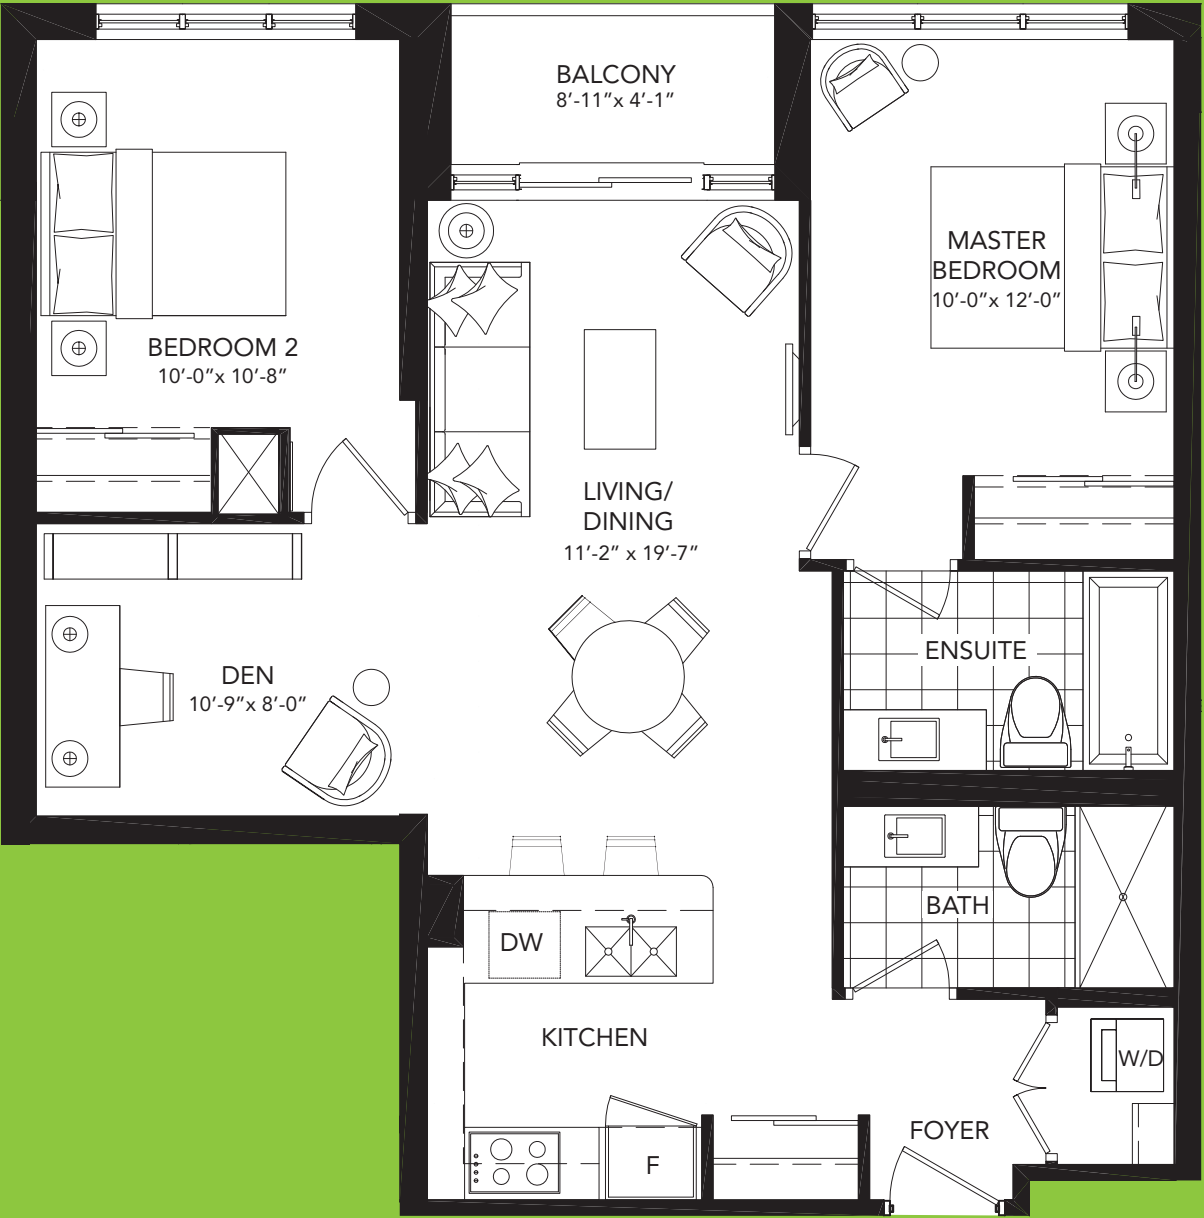 BALCONY
8'-11"x 4'-1"
MASTER
BEDROOM
10'-0"x 12'-0"
BEDROOM 2
10'-0"x 10'-8"
LIVING/
DINING
11'-2" x 19'-7"
ENSUITE
DEN
10'-9"x 8'-0"
BATH
DW
KITCHEN
W/D
FOYER
F